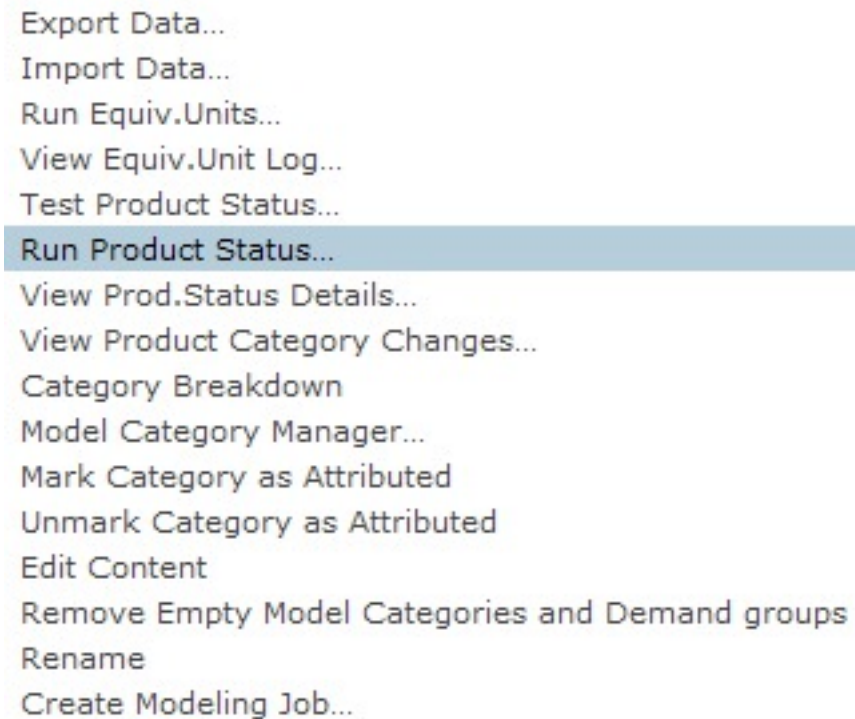 Export Data...
Import Data...
Run Equiv.Units...
View Equiv.Unit Log...
Test Product Status...
Run Product Status...
View Prod.Status Details...
View Product Category Changes...
Category Breakdown
Model Category Manager...
Mark Category as Attributed
Unmark Category as Attributed
Edit Content
Remove Empty Model Categories and Demand groups
Rename
Create Modeling Job...